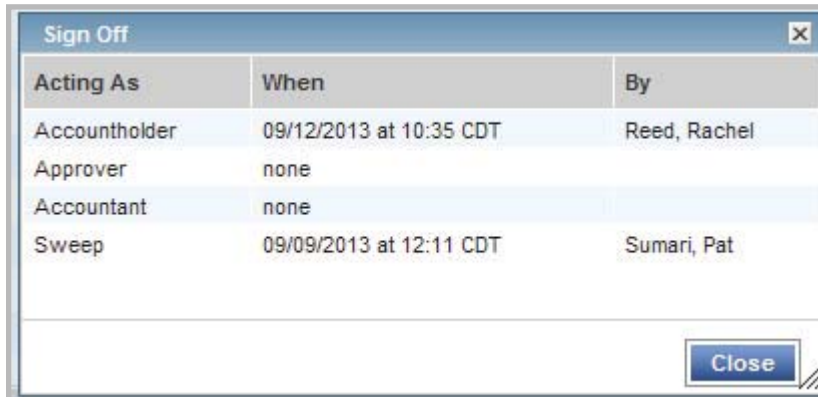 Sign Off
Acting As When By
Accountholder 09/12/2013 at 10:35 CDT Reed, Rachel
Approver none
Accountant none
Sweep 09/09/2013 at 12:11 CDT Sumari, Pat
Close